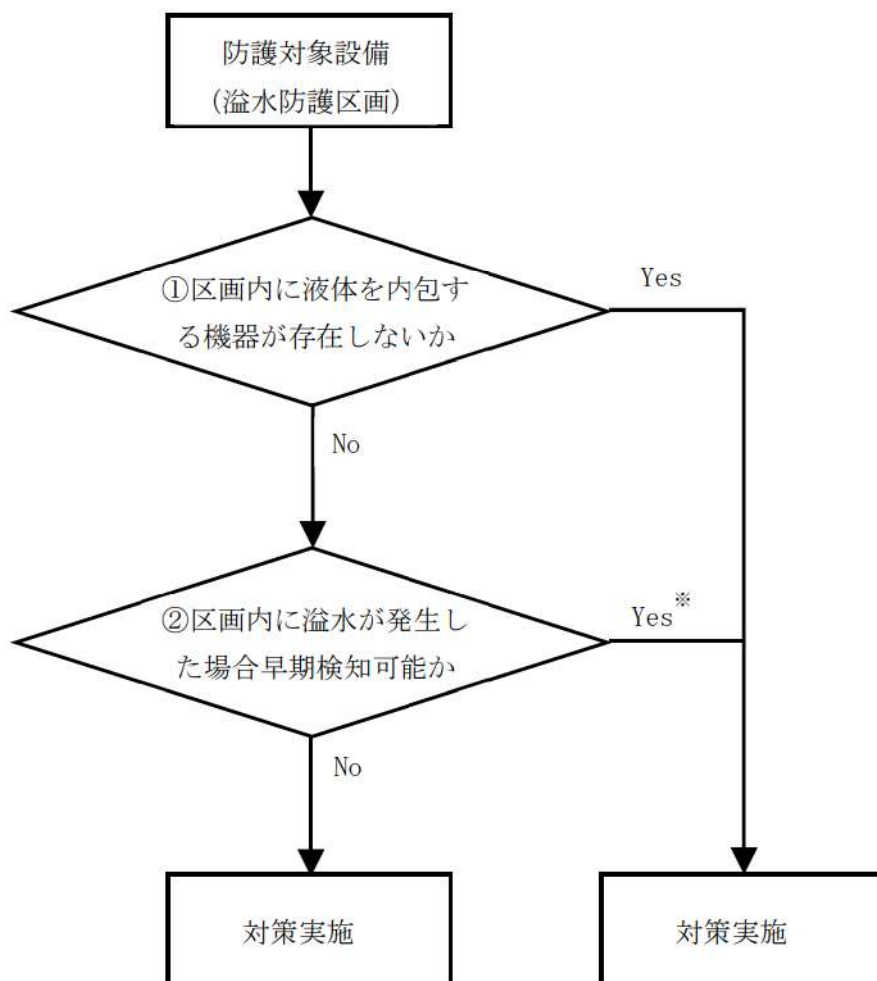 防護対象設備
(溢水防護区画)
①区画内に液体を内包す
る機器が存在しないか
Yes
No
②区画内に溢水が発生し
た場合早期検知可能か
Yes※
No
対策実施
対策実施